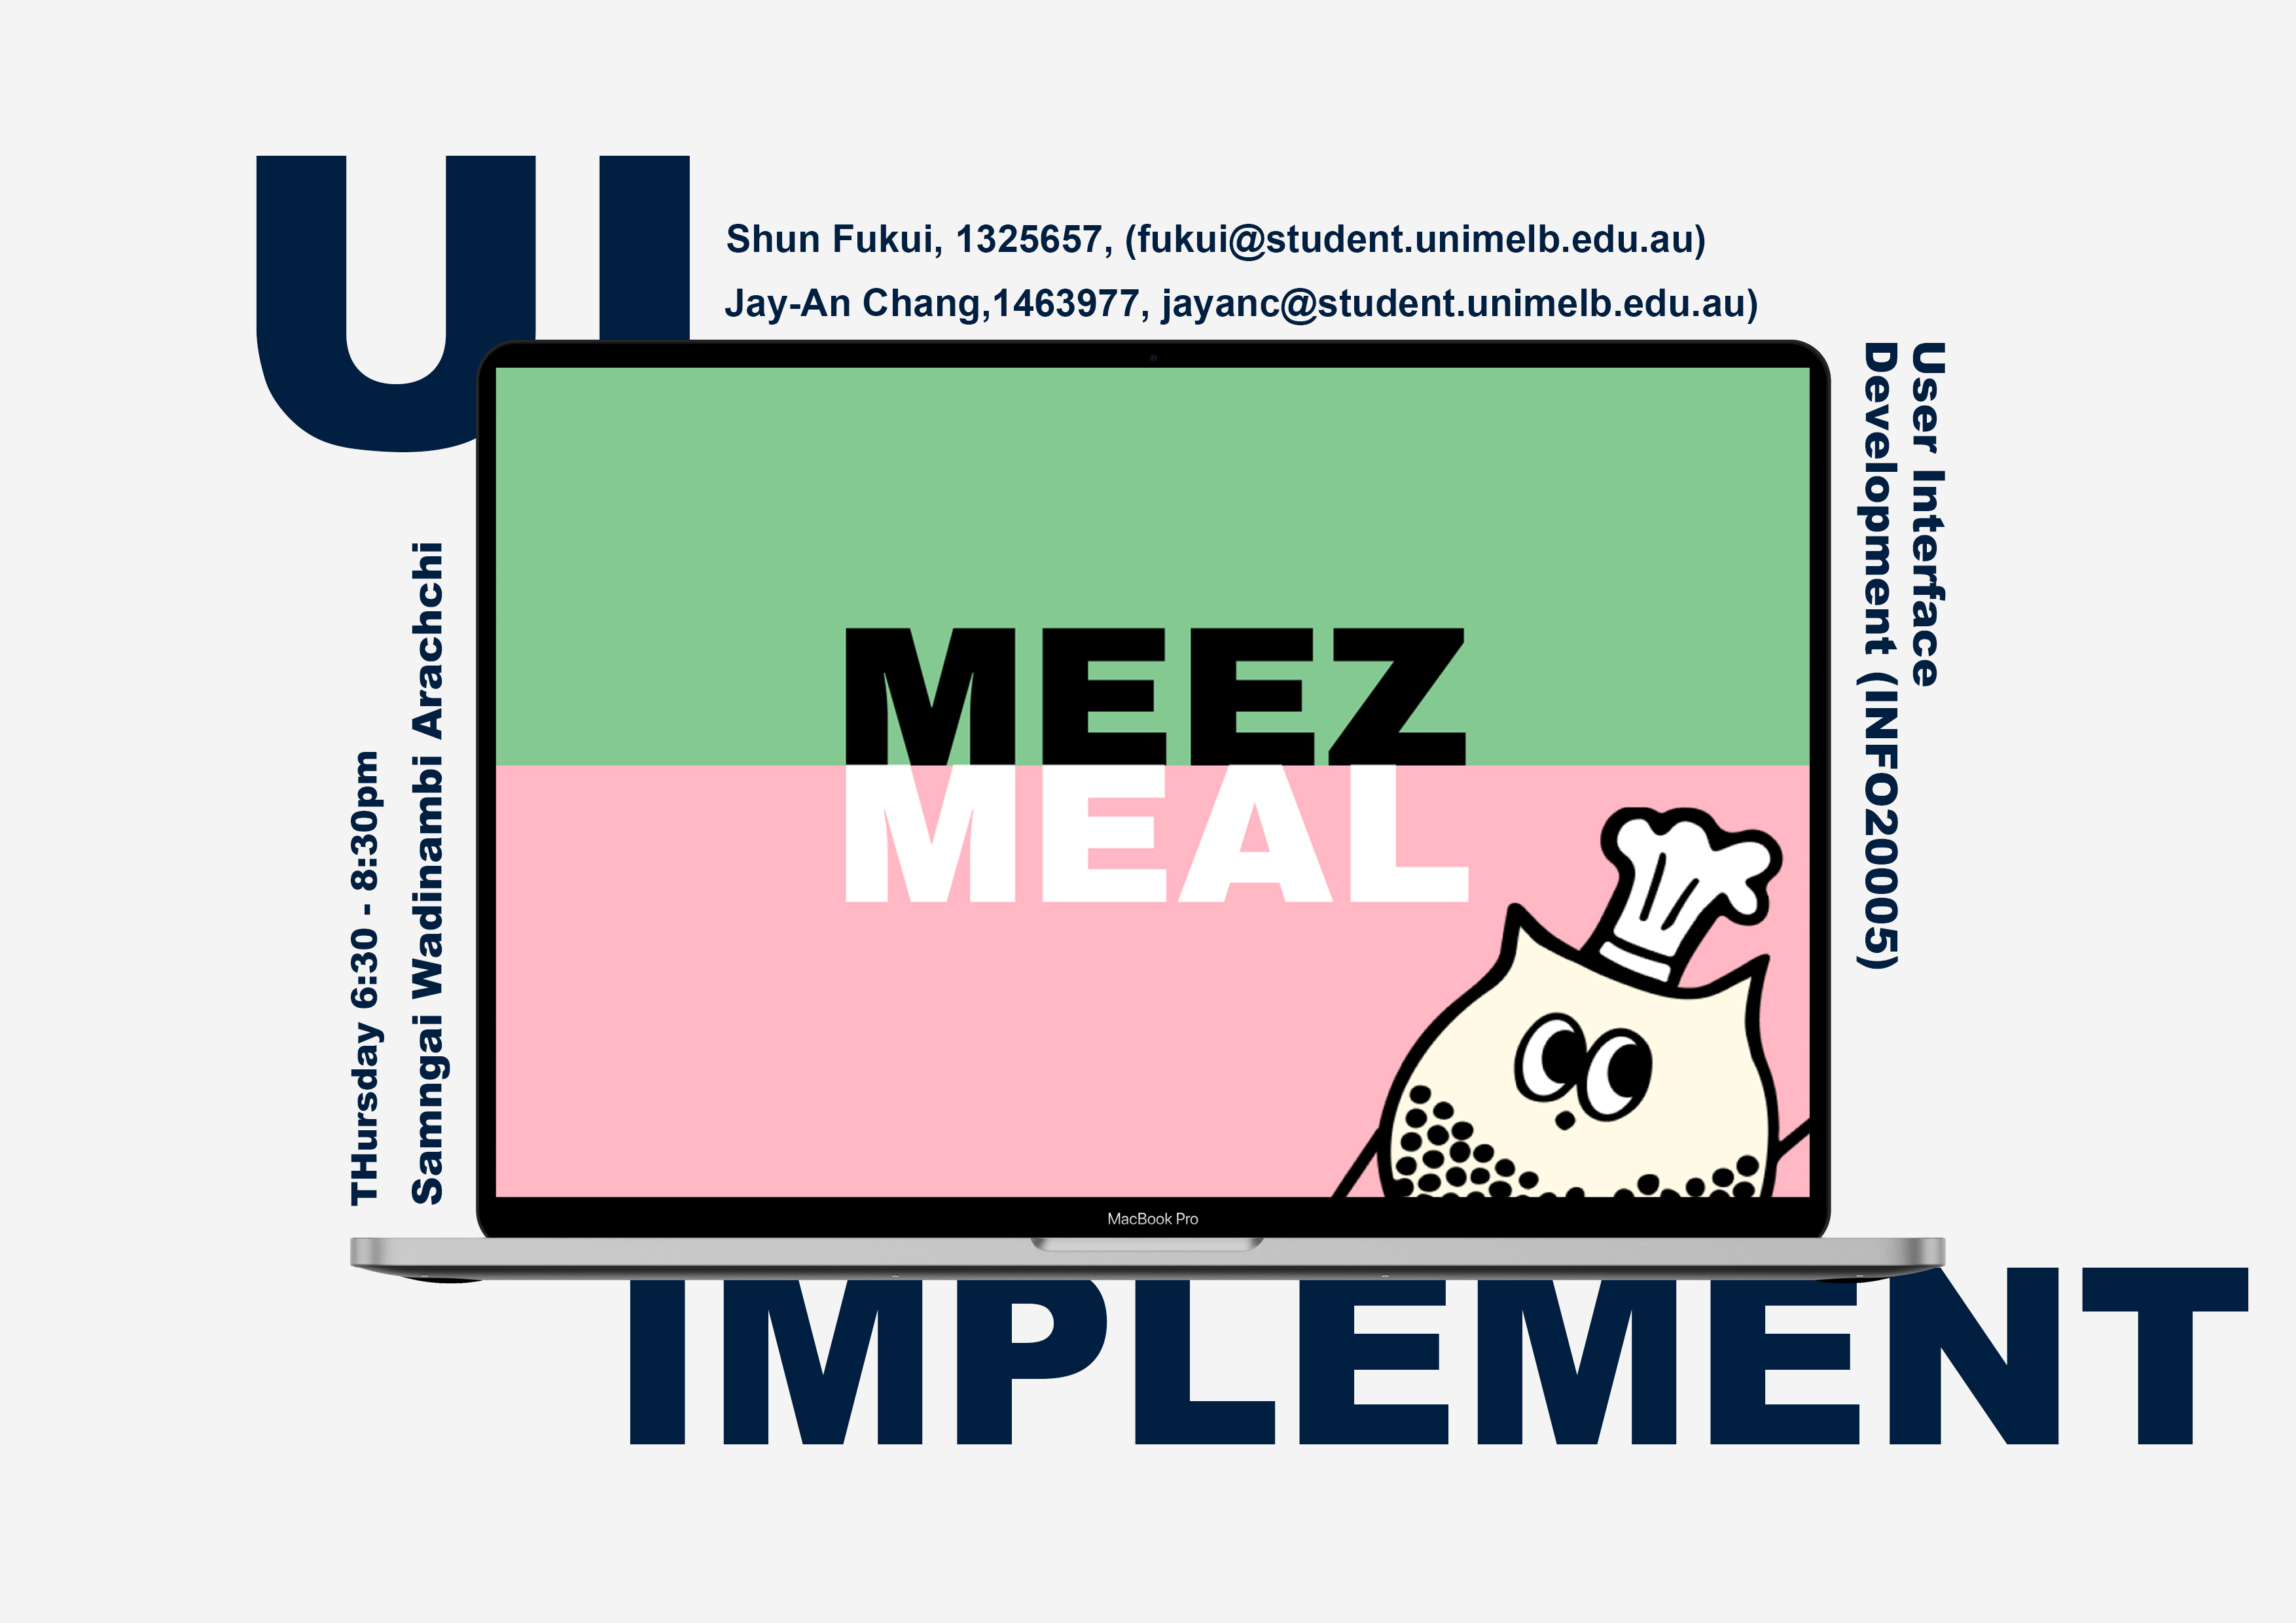 UI
Shun Fukui, 1325657, (fukui@student.unimelb.edu.au)
Jay-An Chang,1463977, jayanc@student.unimelb.edu.au)
User Interface
Development (INFO20005)
THursday 6:30 - 8:30pm
Samngai Wadinambi Arachchi
MEEZ
MEAL
MacBook Pro
IMPLEMENT